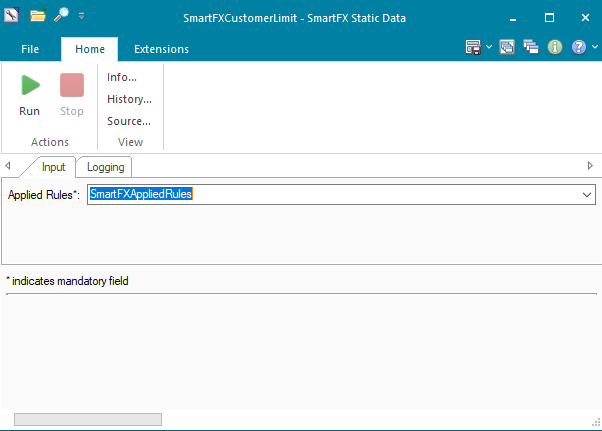 SmartFXCustomerLimit - SmartFX Static Data
File Home Extensions
Run Stop
Info...
History...
Source...
Actions View
Input Logging
Applied Rules*: SmartFXAppliedRules
* indicates mandatory field